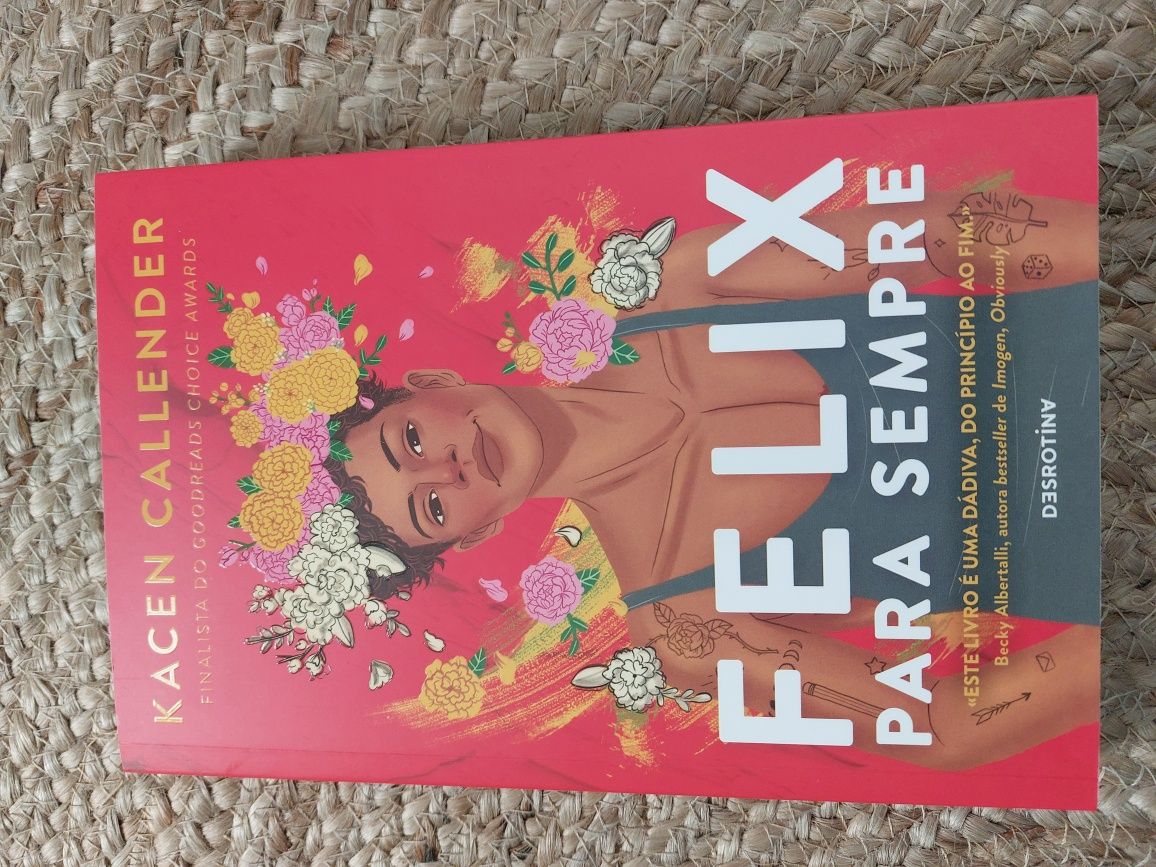 KACEN CALLENDER
FINALISTA DO GOODREADS CHOICE AWARDS
FELIX
PARA SEMPRE
«ESTE LIVRO É UMA DÁDIVA, DO PRINCÍPIO AO FIM.»
Becky Albertalli, autora bestseller de Imogen, Obviously
DESROTINA